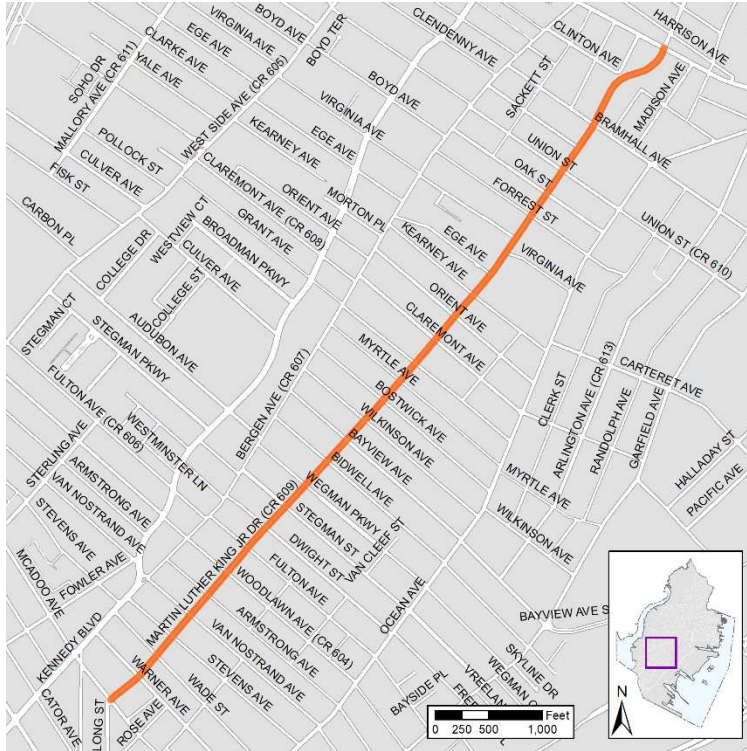 HARRISON AVE
BOYD AVE
VIRGINIA AVE
EGE AVE
CLARKE AVE
YALE AVE
SOHO DR
MALLORY AVE (CR 611)
WEST SIDE AVE (CR 605)
BOYD TER
CLENDENNY AVE
CLINTON AVE
SACKETT ST
MADISON AVE
BOYD AVE
VIRGINIA AVE
BRAMHALL AVE
POLLOCK ST
CULVER AVE
FISK ST
KEARNEY AVE
EGE AVE
UNION ST
OAK ST
FORREST ST
CLAREMONT AVE (CR 608)
ORIENT AVE
MORTON PL
CARBON PL
COLLEGE DR
WESTVIEW CT
GRANT AVE
BROADMAN PKWY
CULVER AVE
COLLEGE ST
KEARNEY AVE
EGE AVE
VIRGINIA AVE
UNION ST (CR 610)
STEGMAN CT
AUDUBON AVE
STEGMAN PKWY
ORIENT AVE
CLAREMONT AVE
BERGEN AVE (CR 607)
MYRTLE AVE
BOSTWICK AVE
WILKINSON AVE
BAYVIEW AVE
BIDWELL AVE
WEGMAN PKWY
STEGMAN ST
DWIGHT ST
VAN CLEEF ST
CLERK ST
ARLINGTON AVE (CR 613)
RANDOLPH AVE
GARFIELD AVE
CARTERET AVE
HALLADAY ST
PACIFIC AVE
FULTON AVE (CR 606)
WESTMINSTER LN
STERLING AVE
ARMSTRONG AVE
VAN NOSTRAND AVE
STEVENS AVE
FOWLER AVE
MCADOO AVE
MARTIN LUTHER KING JR DR (CR 609)
MYRTLE AVE
WILKINSON AVE
FULTON AVE
WOODLAWN AVE (CR 604)
ARMSTRONG AVE
VAN NOSTRAND AVE
STEVENS AVE
OCEAN AVE
BAYVIEW AVE S
KENNEDY BLVD
CATOR AVE
LONG ST
WARNER AVE
ROSE AVE
WADE ST
BAYSIDE PL
SKYLINE DR
WEGMAN
VREELAN
FRE
N
Feet
0 250 500 1,000